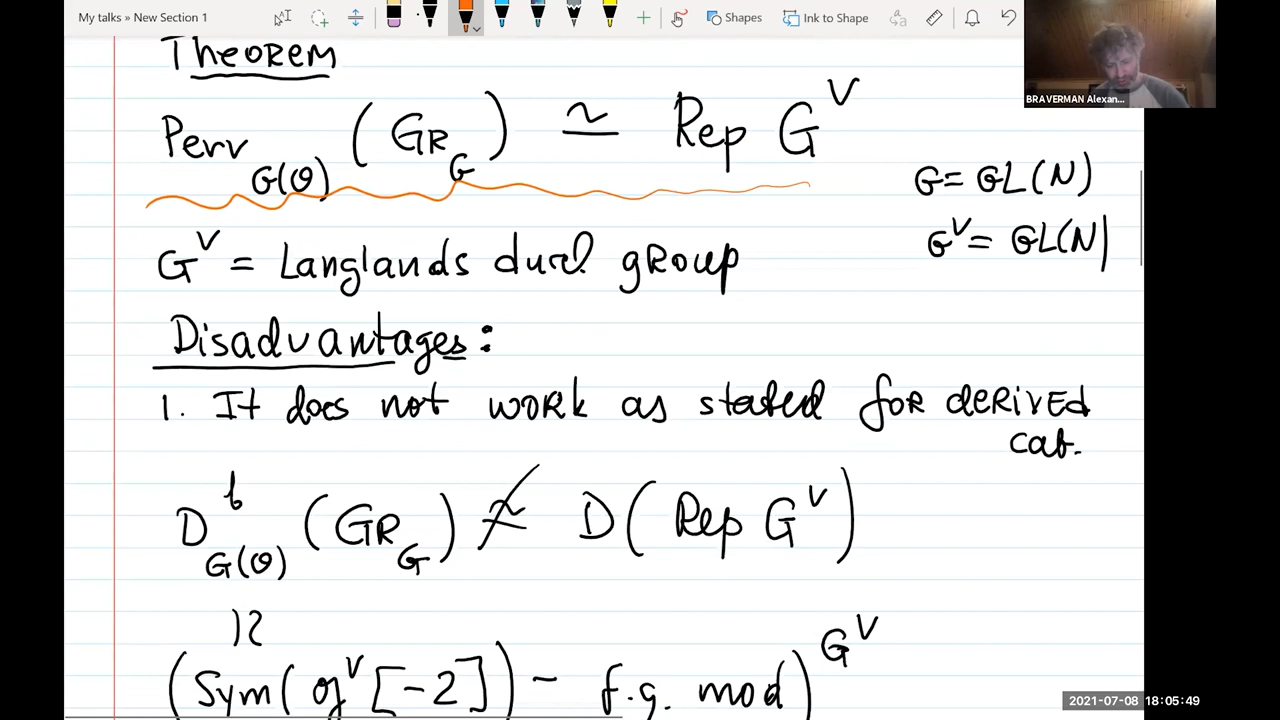 My talks » New Section 1
Shapes
Ink to Shape
BRAVERMAN Alexan...
Theorem
Perv_{G(O)} (Gr_G) ≃ Rep G^∨
G = GL(N)
G^∨ = GL(N)
G^∨ = Langlands dual group
Disadvantages:
1. It does not work as stated for derived
cat.
D^b_{G(O)} (Gr_G) ≄ D(Rep G^∨)
≀≀
(Sym(𝔤^∨[-2]) - f.g. mod)^{G^∨}
2021-07-08 18:05:49